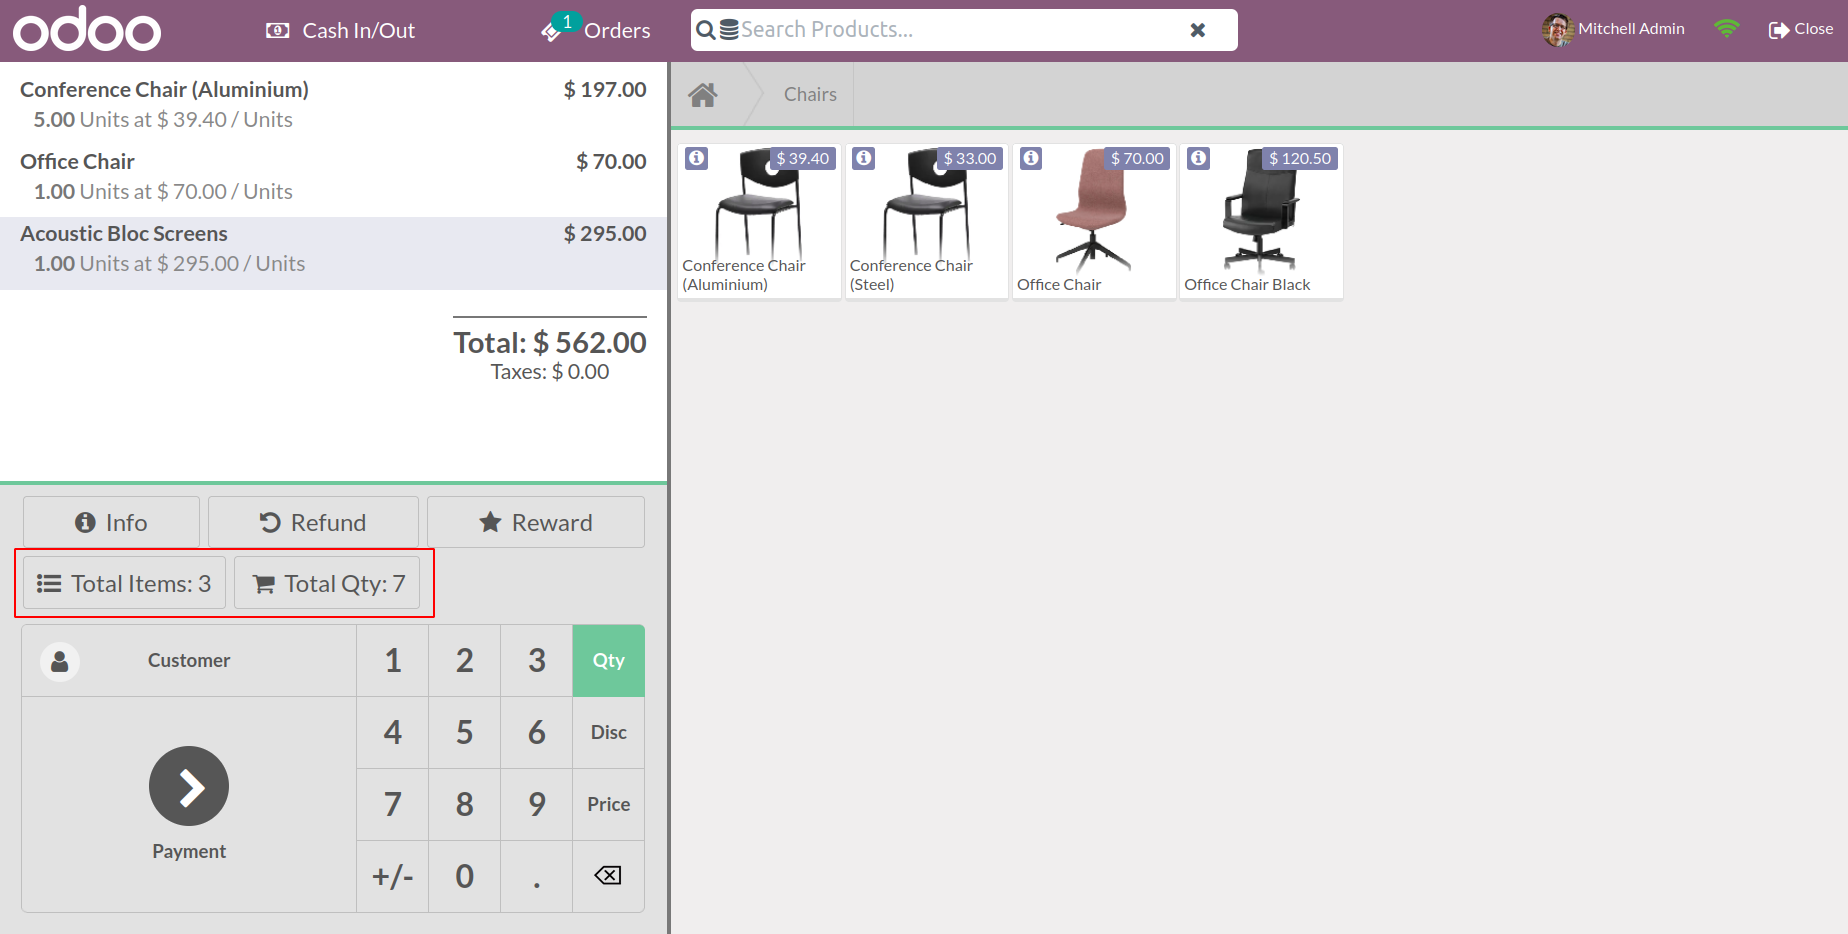 odoo Cash In/Out 1 Orders Search Products... Mitchell Admin Close
Conference Chair (Aluminium) $ 197.00
5.00 Units at $ 39.40 / Units
Office Chair $ 70.00
1.00 Units at $ 70.00 / Units
Acoustic Bloc Screens $ 295.00
1.00 Units at $ 295.00 / Units
Total: $ 562.00
Taxes: $ 0.00
Info Refund Reward
Total Items: 3 Total Qty: 7
Customer 1 2 3 Qty
4 5 6 Disc
7 8 9 Price
Payment
+/- 0 .
Chairs
$ 39.40
Conference Chair
(Aluminium)
$ 33.00
Conference Chair
(Steel)
$ 70.00
Office Chair
$ 120.50
Office Chair Black